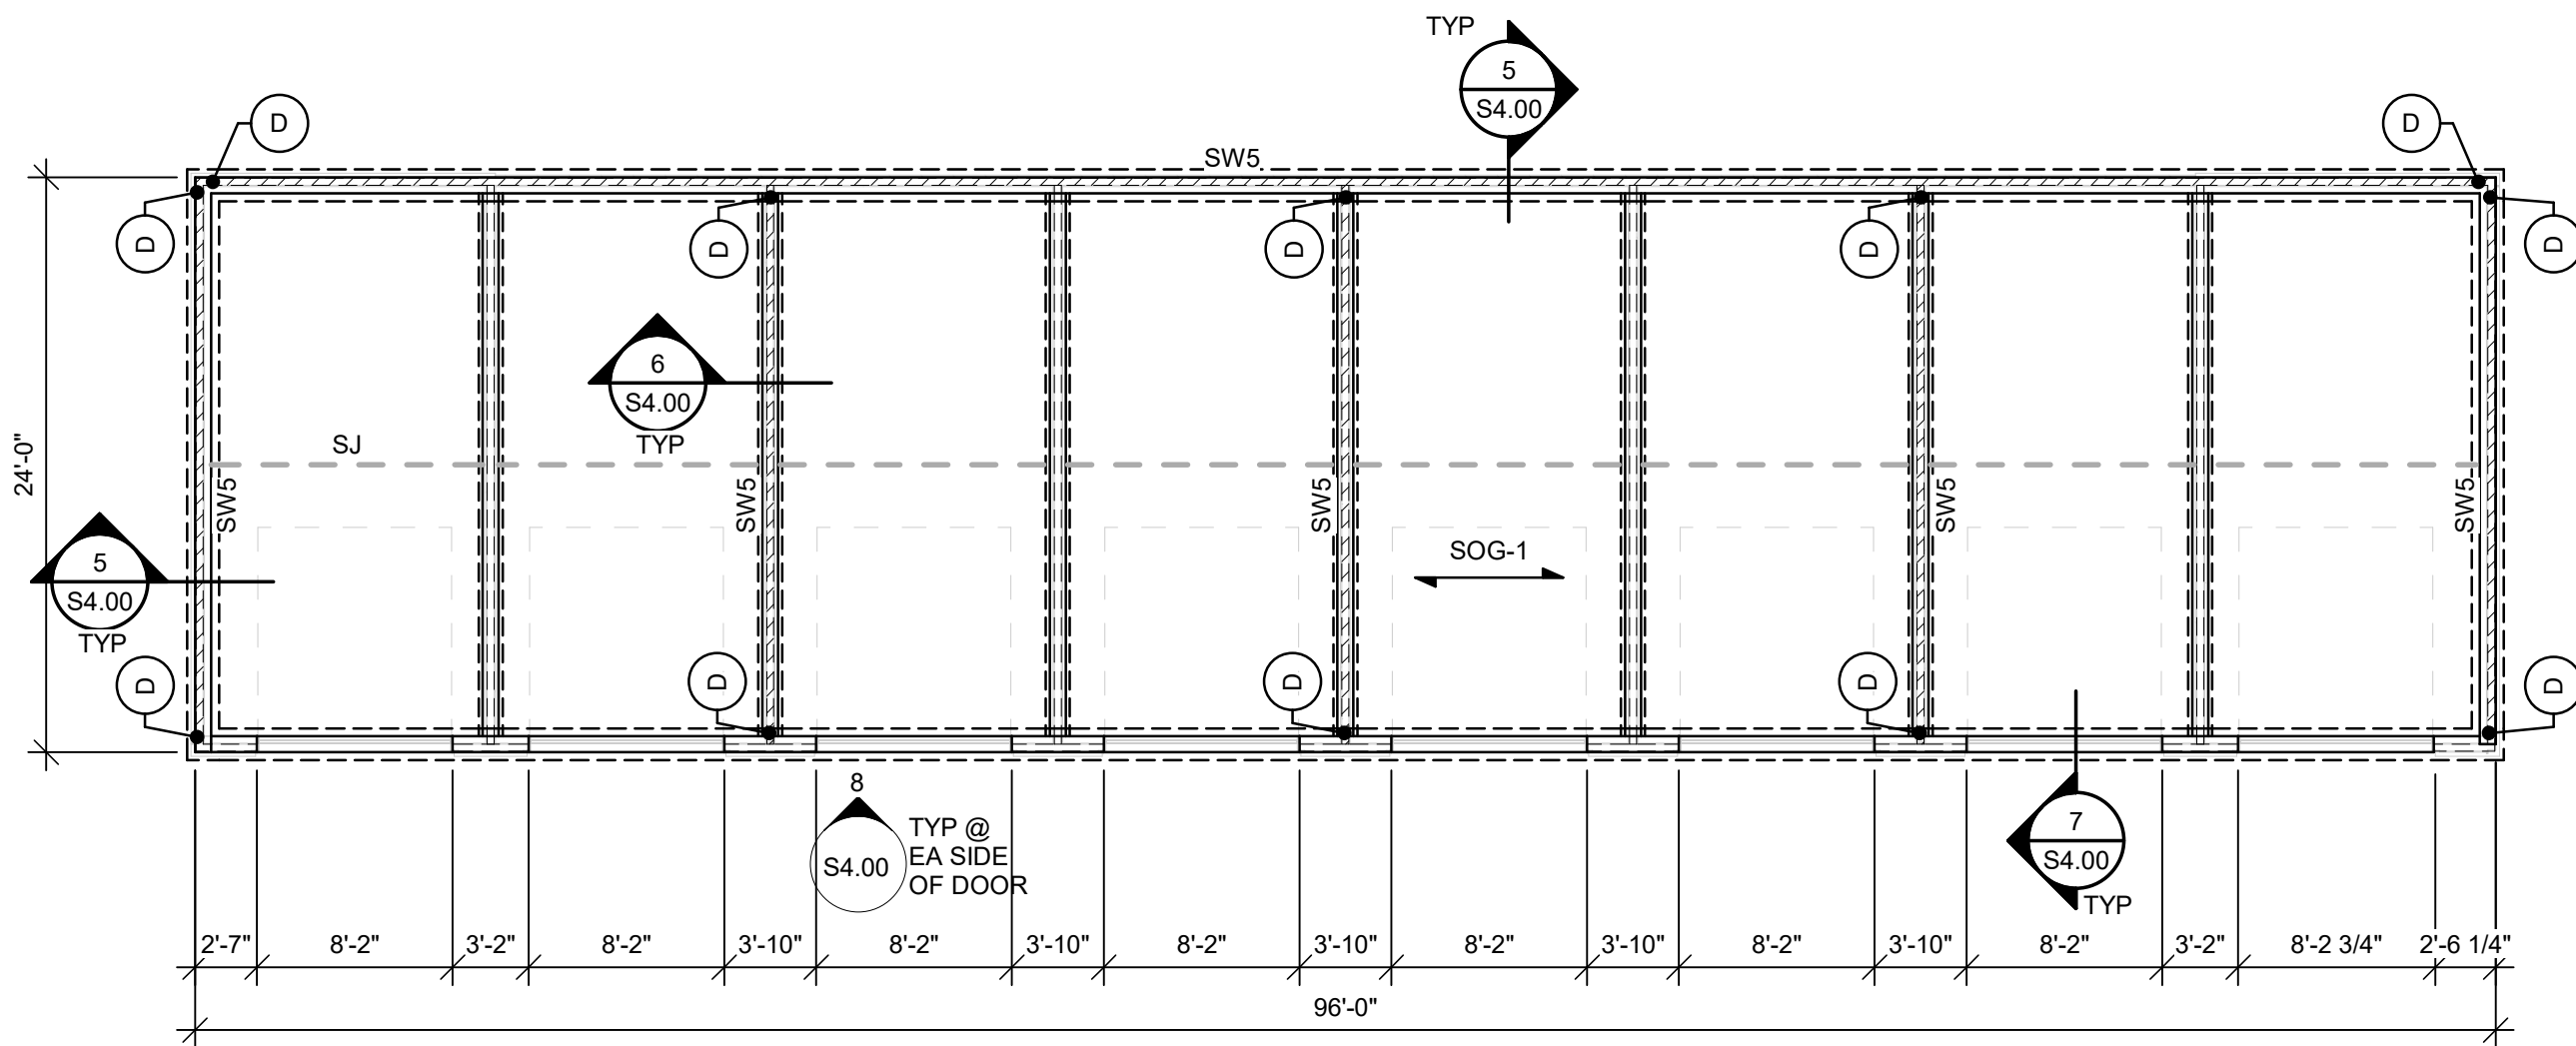 TYP
5
S4.00
D
D
SW5
D
D
D
D
D
D
6
S4.00
TYP
24'-0"
SJ
SW5
SW5
SW5
SW5
SW5
5
S4.00
TYP
SOG-1
D
D
D
D
D
8
S4.00
TYP @
EA SIDE
OF DOOR
7
S4.00
TYP
2'-7"
8'-2"
3'-2"
8'-2"
3'-10"
8'-2"
3'-10"
8'-2"
3'-10"
8'-2"
3'-10"
8'-2"
3'-10"
8'-2"
3'-2"
8'-2 3/4"
2'-6 1/4"
96'-0"